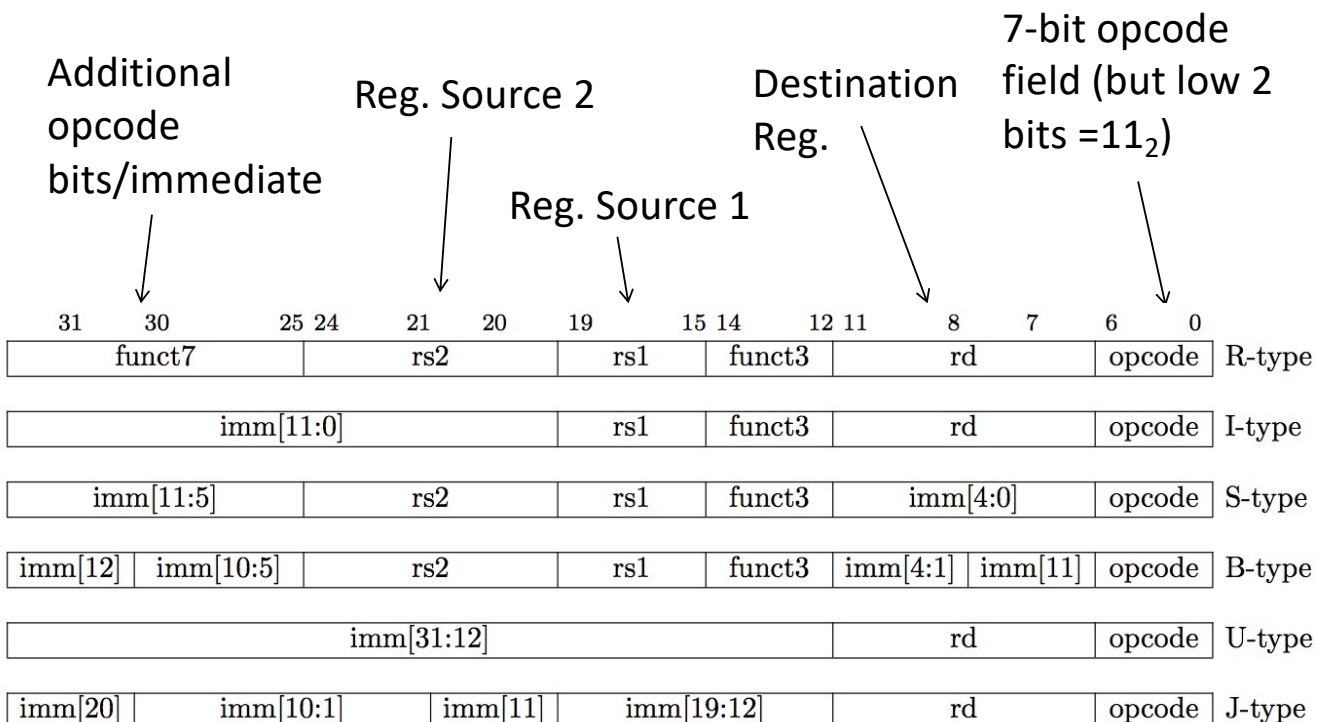 Additional
opcode
bits/immediate
Reg. Source 2
Reg. Source 1
Destination
Reg.
7-bit opcode
field (but low 2
bits =11₂)
31 30 25 24 21 20 19 15 14 12 11 8 7 6 0
funct7 rs2 rs1 funct3 rd opcode R-type
imm[11:0] rs1 funct3 rd opcode I-type
imm[11:5] rs2 rs1 funct3 imm[4:0] opcode S-type
imm[12] imm[10:5] rs2 rs1 funct3 imm[4:1] imm[11] opcode B-type
imm[31:12] rd opcode U-type
imm[20] imm[10:1] imm[11] imm[19:12] rd opcode J-type